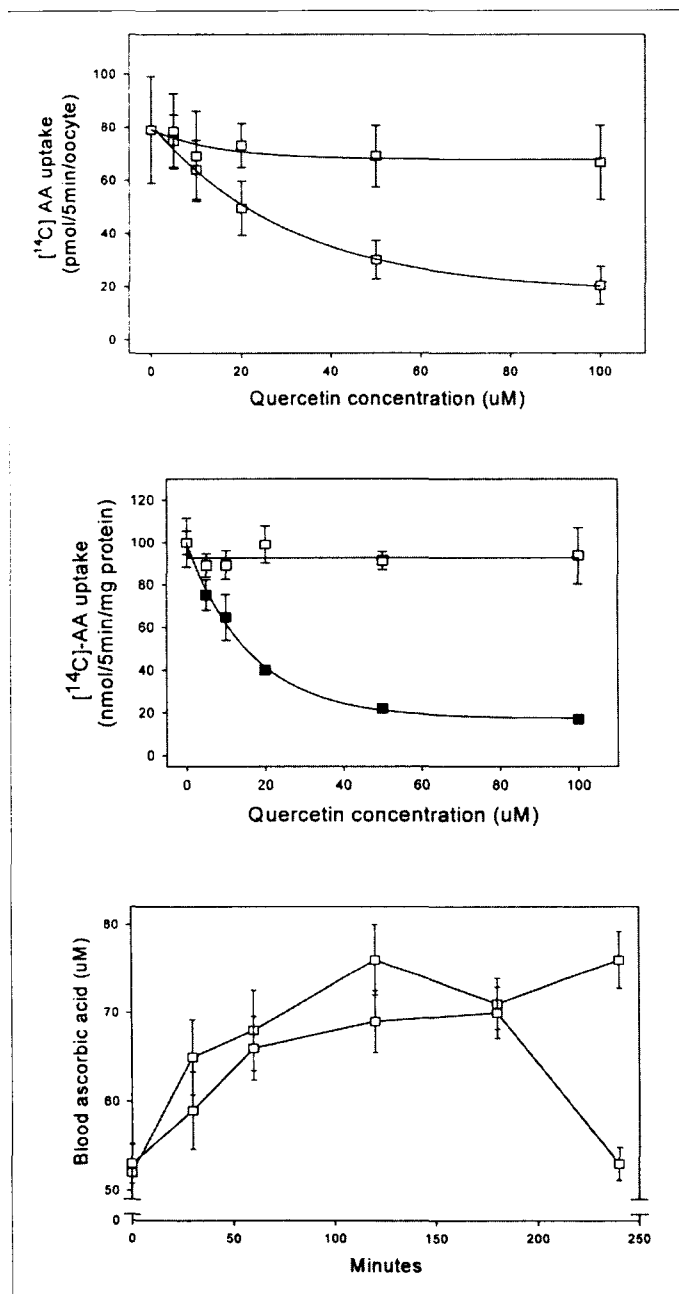 100
80
60
40
20
0
[¹⁴C] AA uptake
(pmol/5min/oocyte)
0 20 40 60 80 100
Quercetin concentration (uM)
120
100
80
60
40
20
0
[¹⁴C]-AA uptake
(nmol/5min/mg protein)
0 20 40 60 80 100
Quercetin concentration (uM)
80
70
60
50
0
Blood ascorbic acid (uM)
0 50 100 150 200 250
Minutes